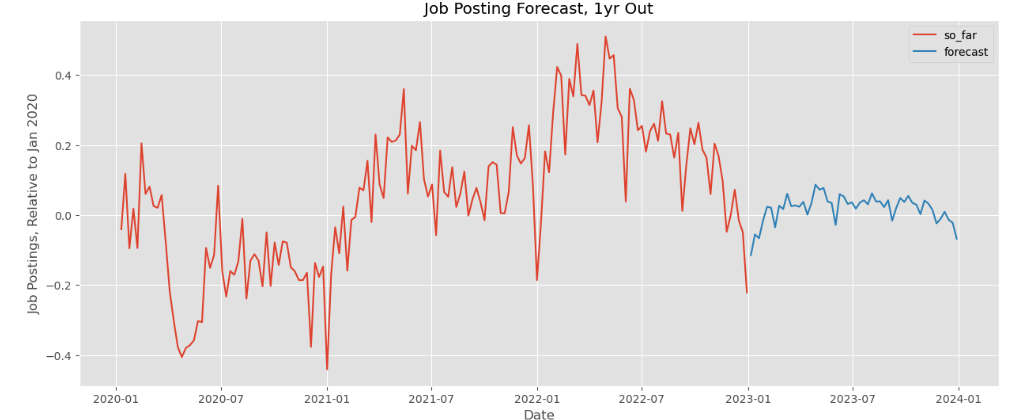 Job Posting Forecast, 1yr Out
so_far
forecast
Job Postings, Relative to Jan 2020
0.4
0.2
0.0
−0.2
−0.4
2020-01 2020-07 2021-01 2021-07 2022-01 2022-07 2023-01 2023-07 2024-01
Date